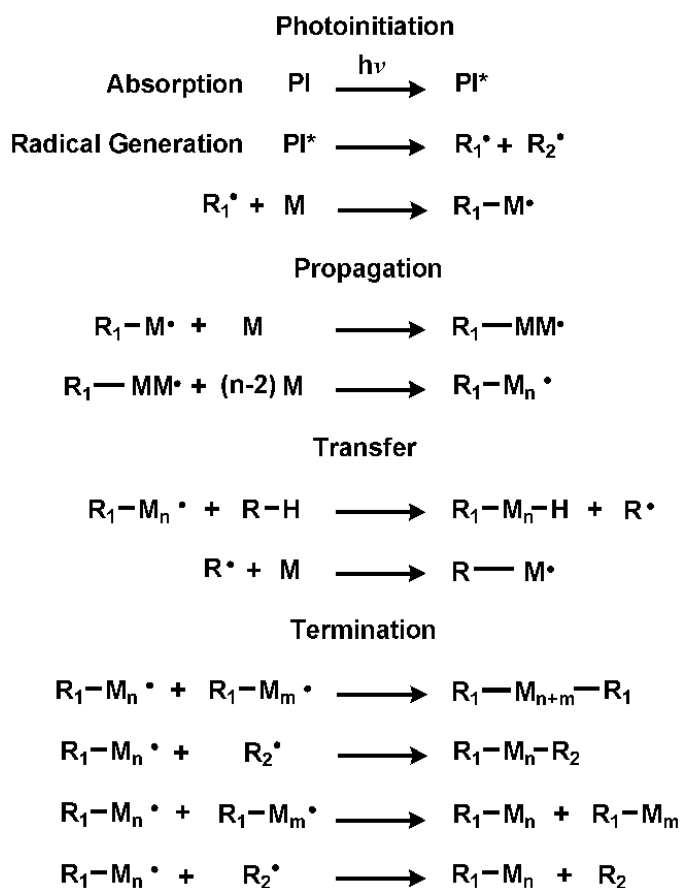 Photoinitiation
Absorption PI hν PI*
Radical Generation PI* R₁• + R₂•
R₁• + M R₁–M•
Propagation
R₁–M• + M R₁—MM•
R₁—MM• + (n-2) M R₁–Mₙ•
Transfer
R₁–Mₙ• + R–H R₁–Mₙ–H + R•
R• + M R—M•
Termination
R₁–Mₙ• + R₁–Mₘ• R₁—Mₙ₊ₘ—R₁
R₁–Mₙ• + R₂• R₁–Mₙ–R₂
R₁–Mₙ• + R₁–Mₘ• R₁–Mₙ + R₁–Mₘ
R₁–Mₙ• + R₂• R₁–Mₙ + R₂